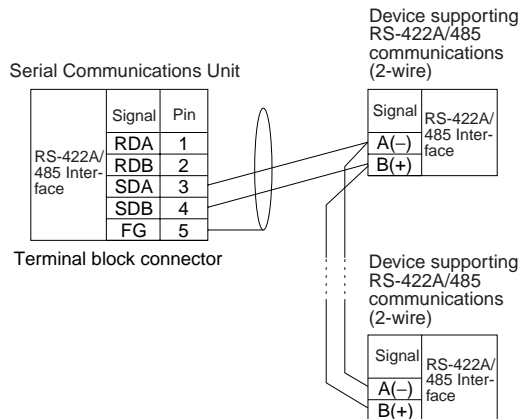 Device supporting
RS-422A/485
communications
(2-wire)
Serial Communications Unit
Signal Pin
RS-422A/
485 Inter-
face
RDA 1
RDB 2
SDA 3
SDB 4
FG 5
Terminal block connector
Signal
A(−)
B(+)
RS-422A/
485 Inter-
face
Device supporting
RS-422A/485
communications
(2-wire)
Signal
A(−)
B(+)
RS-422A/
485 Inter-
face